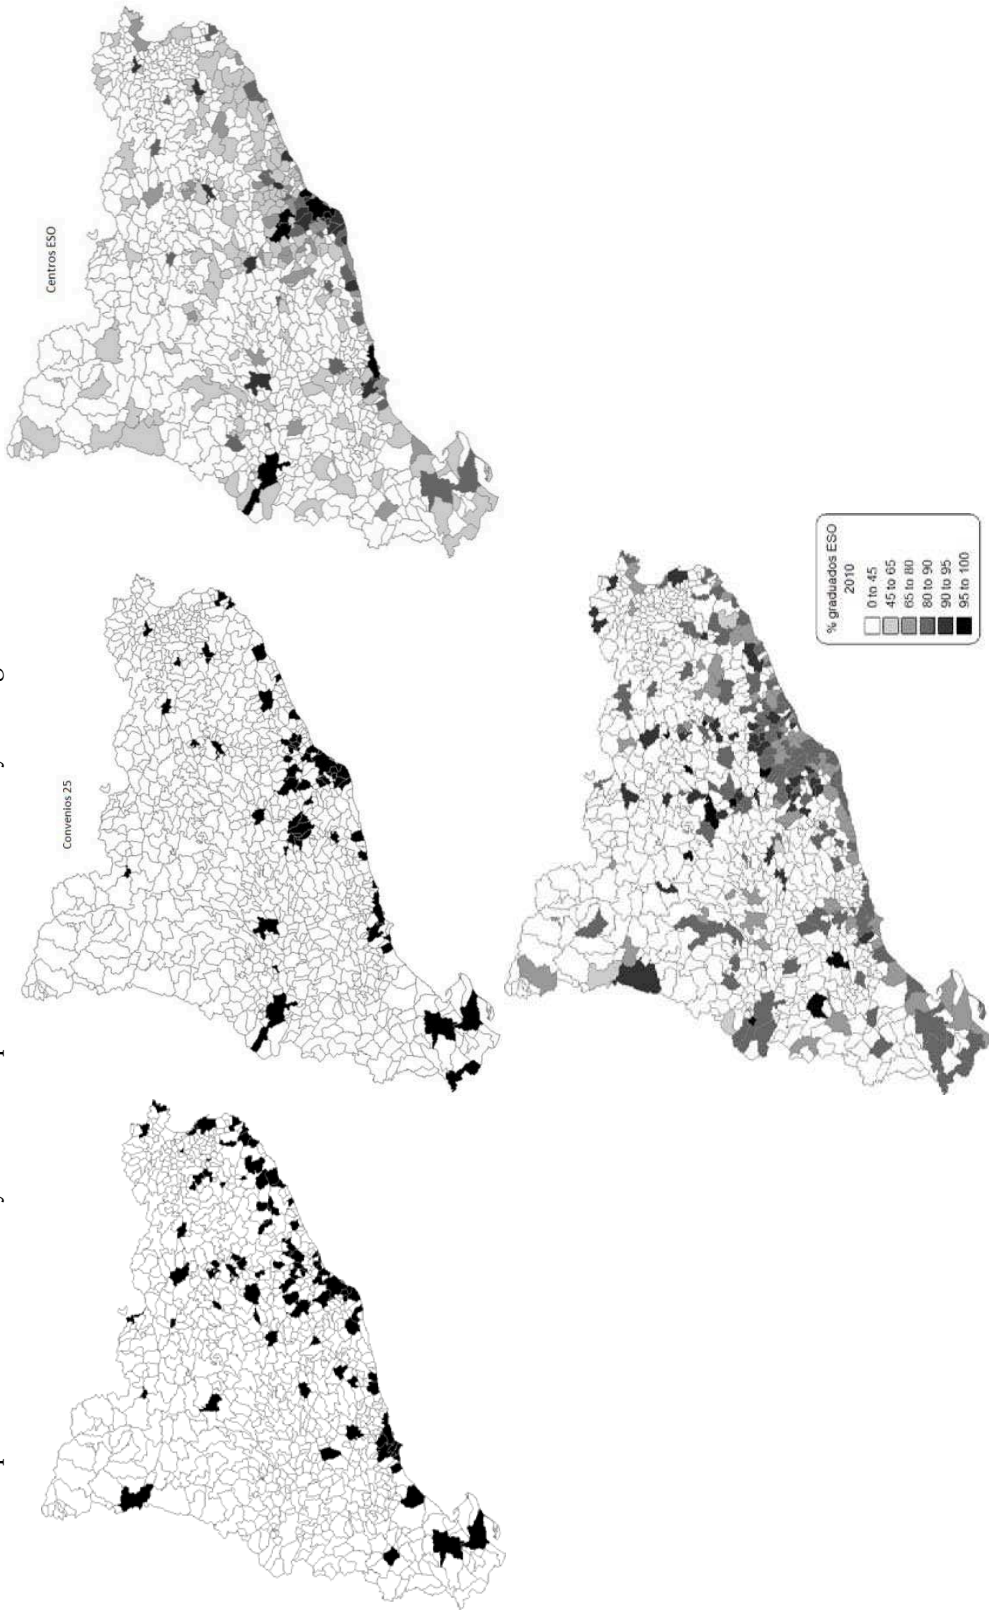 Centros ESO
Convenios 25
% graduados ESO
2010
0 to 45
45 to 65
65 to 80
80 to 90
90 to 95
95 to 100